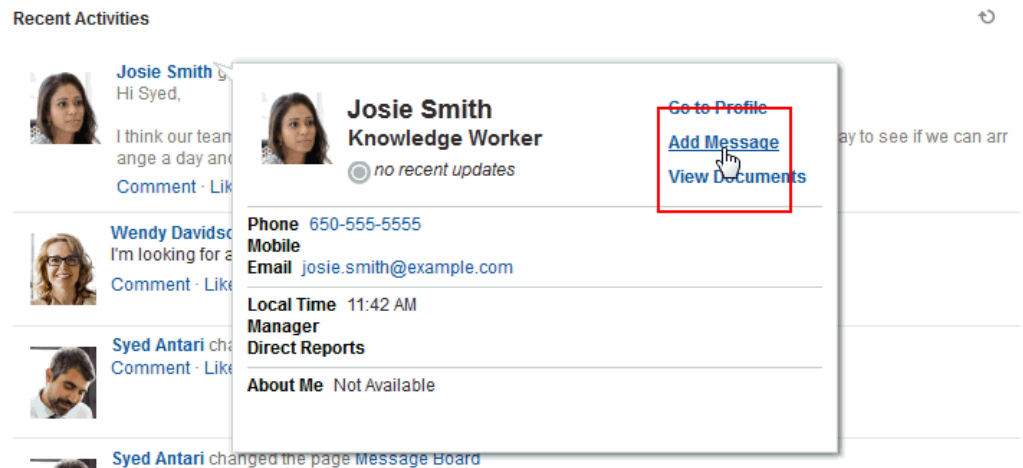 Recent Activities
Josie Smith g
Hi Syed,
I think our team
ay to see if we can arr
ange a day and
Comment · Lik
Josie Smith
Knowledge Worker
no recent updates
Go to Profile
Add Message
View Documents
Phone 650-555-5555
Mobile
Email josie.smith@example.com
Local Time 11:42 AM
Manager
Direct Reports
About Me Not Available
Wendy Davidso
I'm looking for a
Comment · Like
Syed Antari cha
Comment · Like
Syed Antari changed the page Message Board